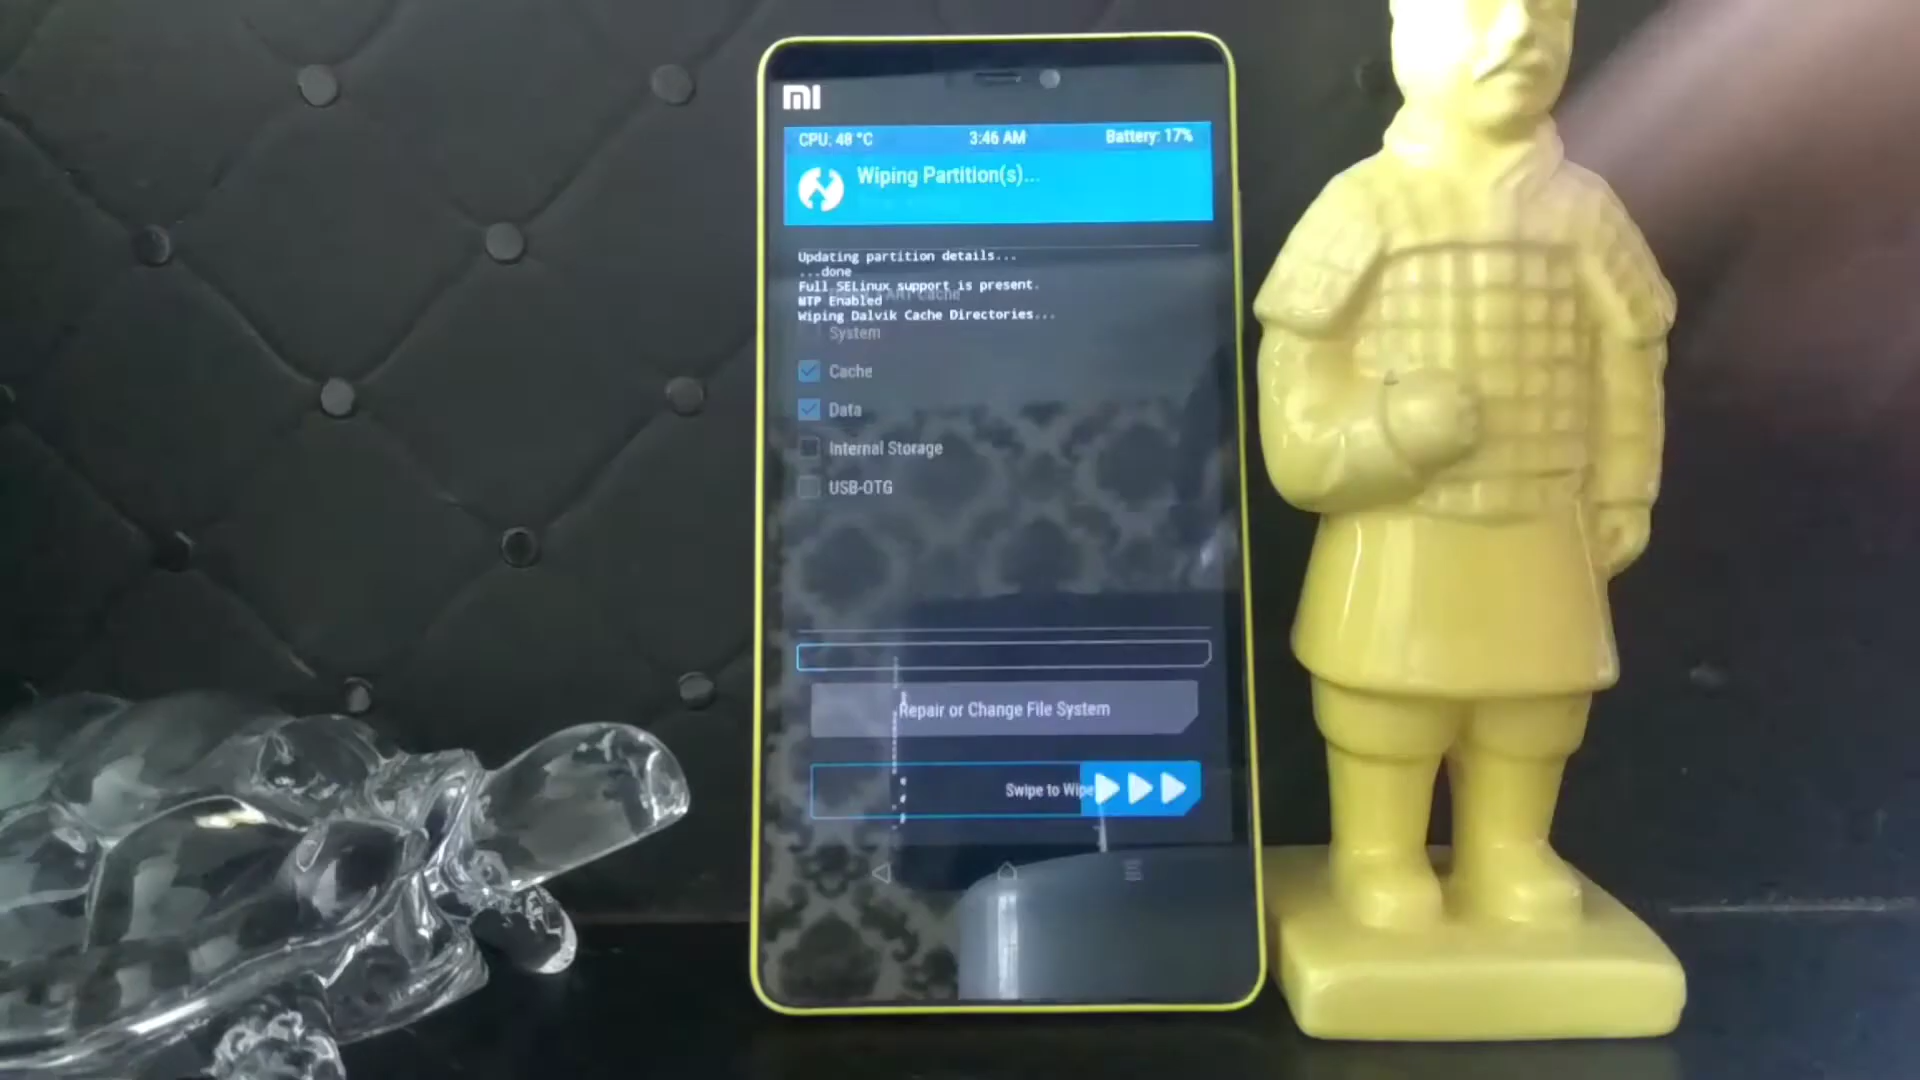 MI
CPU: 48 °C 3:46 AM Battery: 17%
Wiping Partition(s)...
Updating partition details...
...done
Full SELinux support is present.
MTP Enabled
ART Cache
Wiping Dalvik Cache Directories...
System
Cache
Data
Internal Storage
USB-OTG
Repair or Change File System
Swipe to Wipe